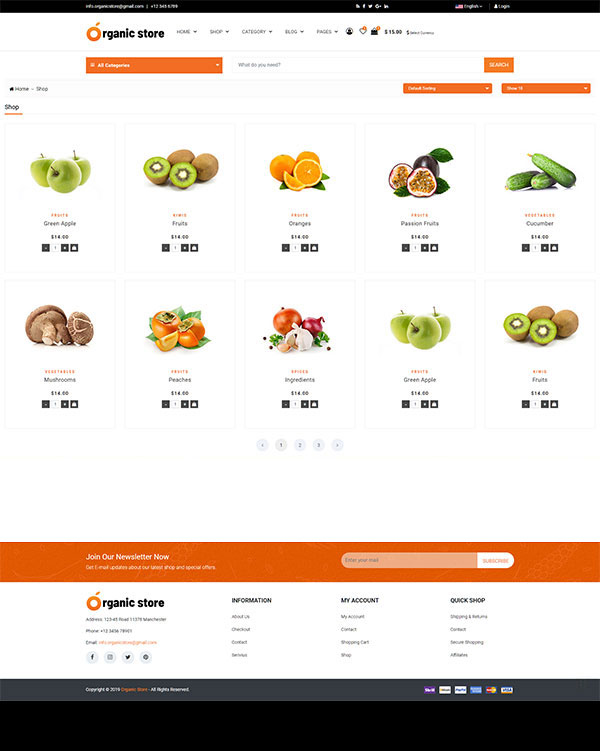 info.organicstore@gmail.com | +12 345 6789
English
Login
Organic store
HOME SHOP CATEGORY BLOG PAGES
$ 15.00
$ Select Currency
All Categories
What do you need?
SEARCH
Home – Shop
Default Sorting
Show 18
Shop
FRUITS
Green Apple
$14.00
- 1 +
KIWIS
Fruits
$14.00
- 1 +
FRUITS
Oranges
$14.00
- 1 +
FRUITS
Passion Fruits
$14.00
- 1 +
VEGETABLES
Cucumber
$14.00
- 1 +
VEGETABLES
Mushrooms
$14.00
- 1 +
FRUITS
Peaches
$14.00
- 1 +
SPICES
Ingredients
$14.00
- 1 +
FRUITS
Green Apple
$14.00
- 1 +
KIWIS
Fruits
$14.00
- 1 +
< 1 2 3 >
Join Our Newsletter Now
Get E-mail updates about our latest shop and special offers.
Enter your mail
SUBSCRIBE
Organic store
Address: 123-45 Road 11378 Manchester
Phone: +12 3456 78901
Email: info.organicstore@gmail.com
INFORMATION
About Us
Checkout
Contact
Services
MY ACCOUNT
My Account
Contact
Shopping Cart
Shop
QUICK SHOP
Shipping & Returns
Contact
Secure Shopping
Affiliates
Copyright © 2019 Organic Store - All Rights Reserved.
Skrill
PayPal
VISA